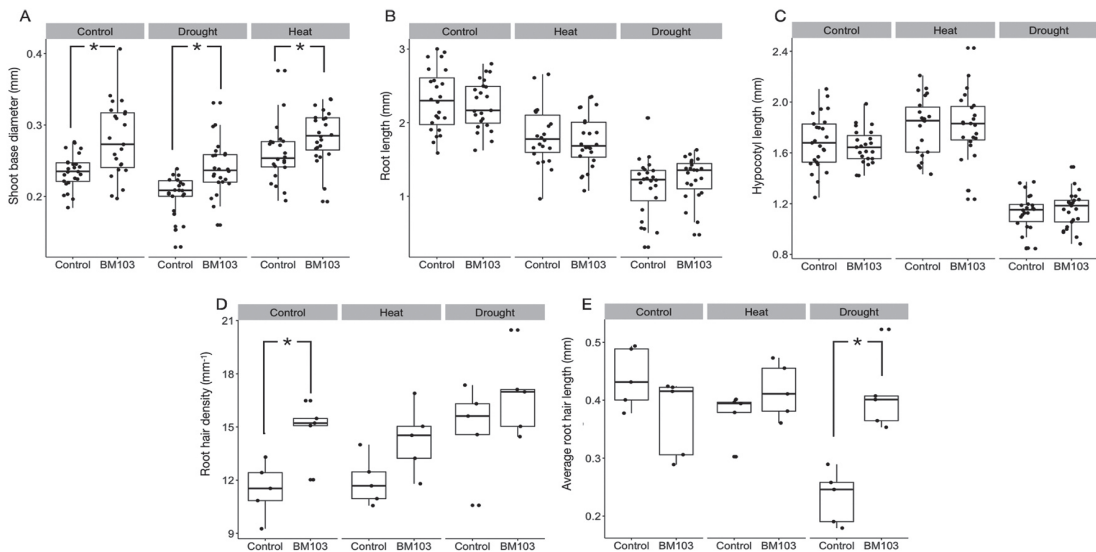 A
Control Drought Heat
* * *
Shoot base diameter (mm)
0.4
0.3
0.2
Control BM103 Control BM103 Control BM103
B
Control Heat Drought
Root length (mm)
3
2
1
Control BM103 Control BM103 Control BM103
C
Control Heat Drought
Hypocotyl length (mm)
2.4
2.0
1.6
1.2
0.8
Control BM103 Control BM103 Control BM103
D
Control Heat Drought
*
Root hair density (mm⁻¹)
21
18
15
12
9
Control BM103 Control BM103 Control BM103
E
Control Heat Drought
*
Average root hair length (mm)
0.5
0.4
0.3
0.2
Control BM103 Control BM103 Control BM103